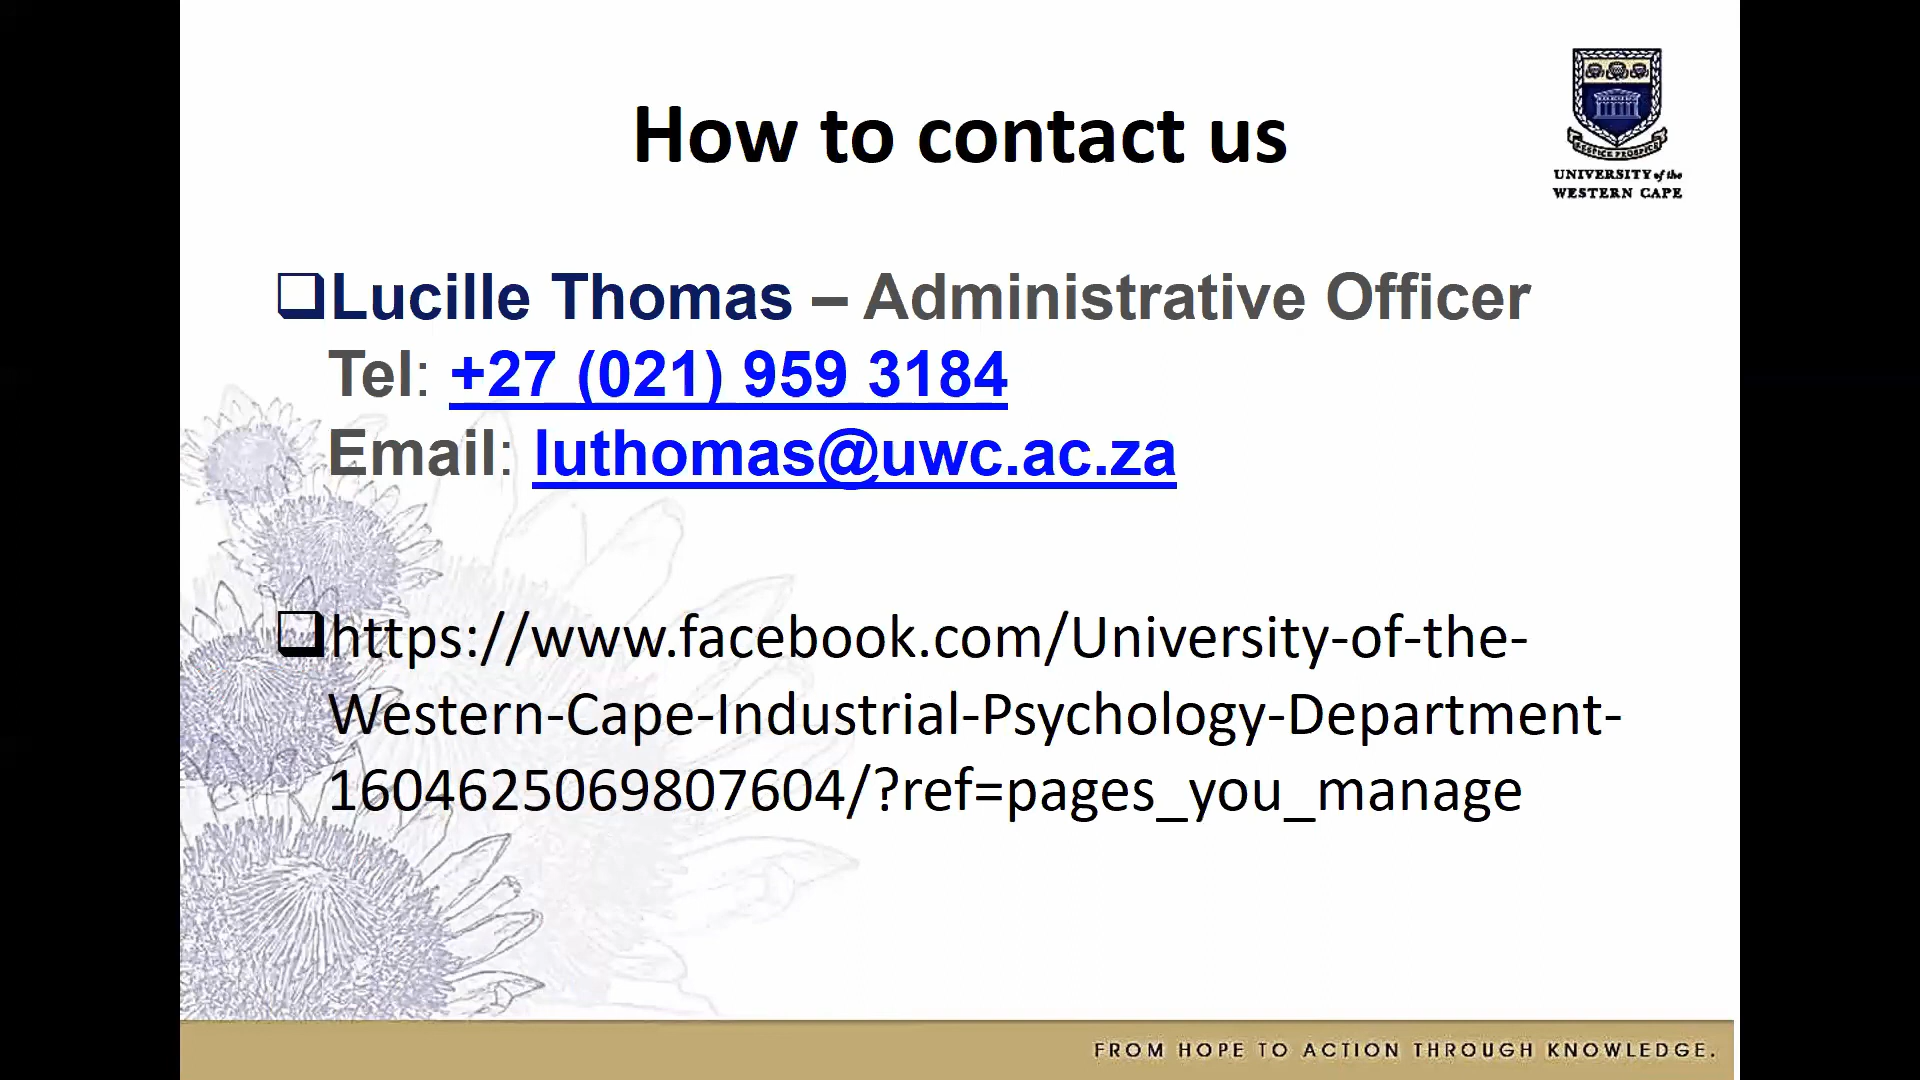 How to contact us
RESPICE PROSPICE
UNIVERSITY of the
WESTERN CAPE
❑Lucille Thomas – Administrative Officer
Tel: +27 (021) 959 3184
Email: luthomas@uwc.ac.za
❑https://www.facebook.com/University-of-the-
Western-Cape-Industrial-Psychology-Department-
1604625069807604/?ref=pages_you_manage
FROM HOPE TO ACTION THROUGH KNOWLEDGE.